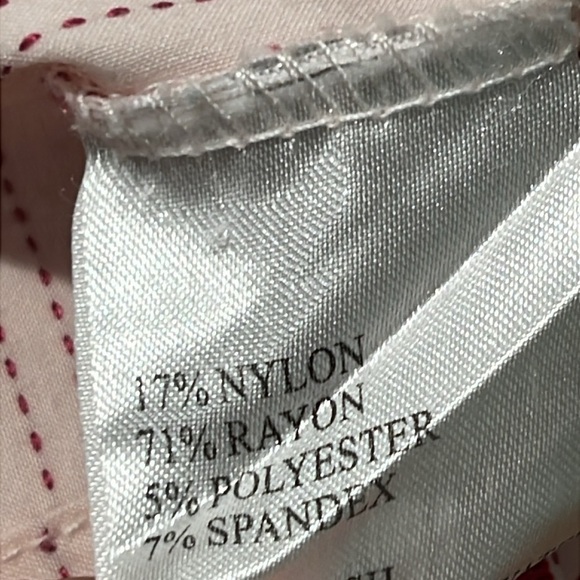 17% NYLON
71% RAYON
5% POLYESTER
7% SPANDEX